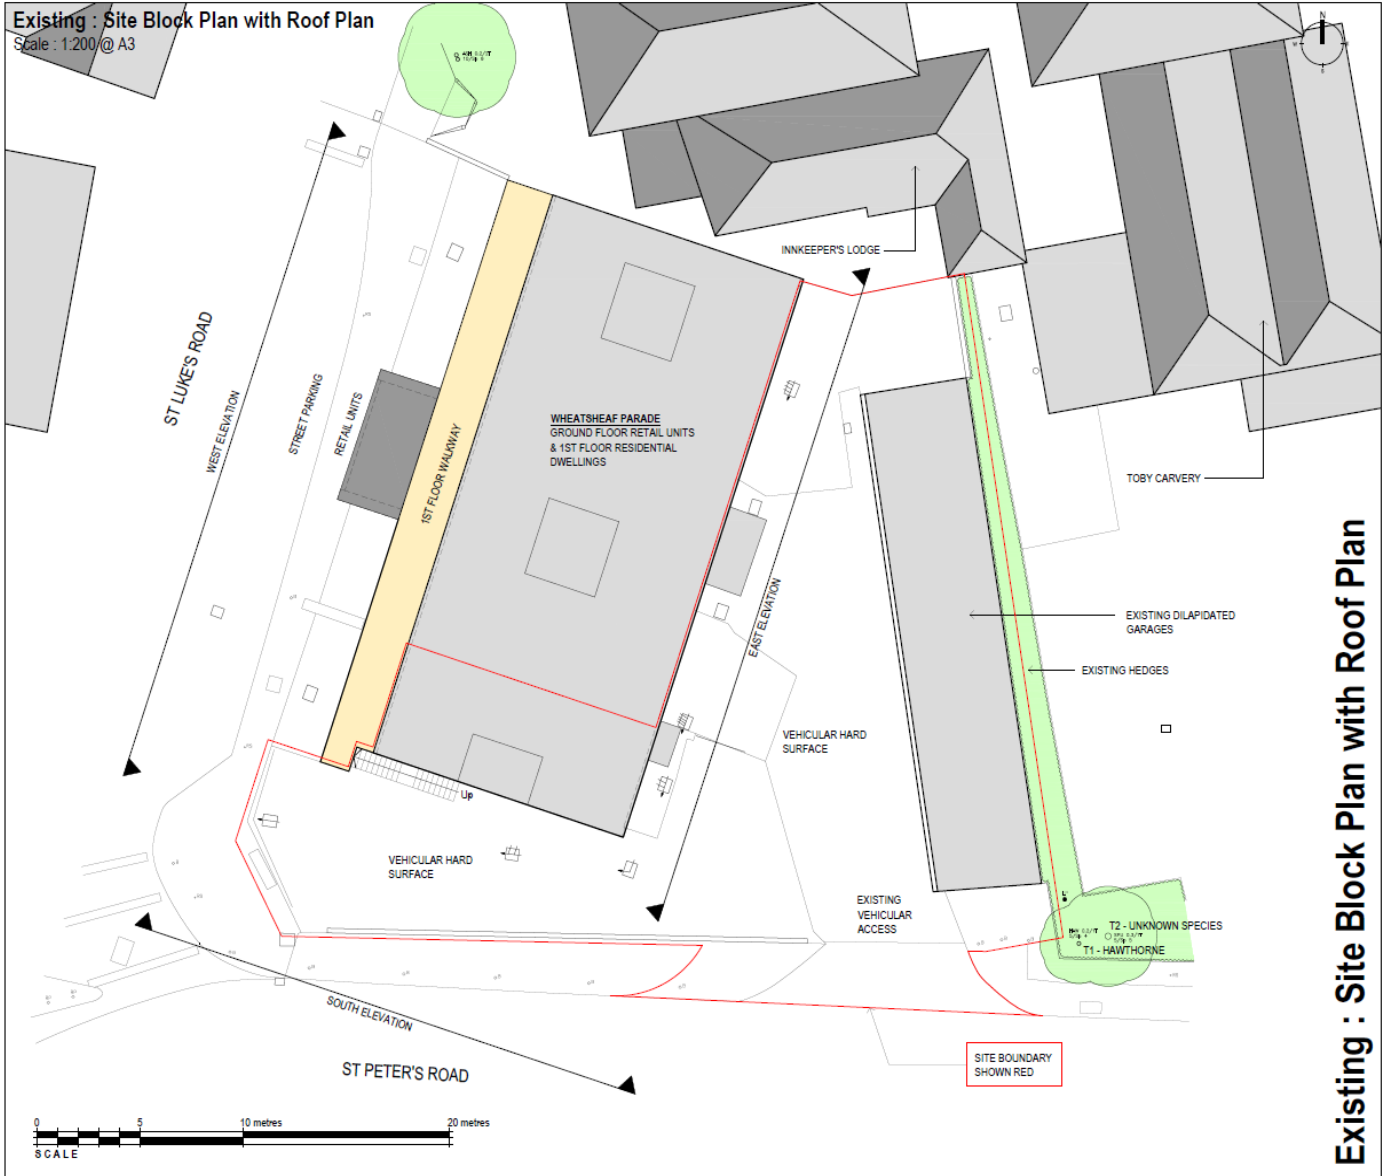 Existing : Site Block Plan with Roof Plan
Scale : 1:200 @ A3
N
INNKEEPER'S LODGE
ST LUKE'S ROAD
WEST ELEVATION
STREET PARKING
RETAIL UNITS
1ST FLOOR WALKWAY
WHEATSHEAF PARADE
GROUND FLOOR RETAIL UNITS
& 1ST FLOOR RESIDENTIAL
DWELLINGS
TOBY CARVERY
EAST ELEVATION
EXISTING DILAPIDATED
GARAGES
EXISTING HEDGES
VEHICULAR HARD
SURFACE
Up
VEHICULAR HARD
SURFACE
EXISTING
VEHICULAR
ACCESS
T2 - UNKNOWN SPECIES
T1 - HAWTHORNE
SOUTH ELEVATION
ST PETER'S ROAD
SITE BOUNDARY
SHOWN RED
0 5 10 metres 20 metres
SCALE
Existing : Site Block Plan with Roof Plan